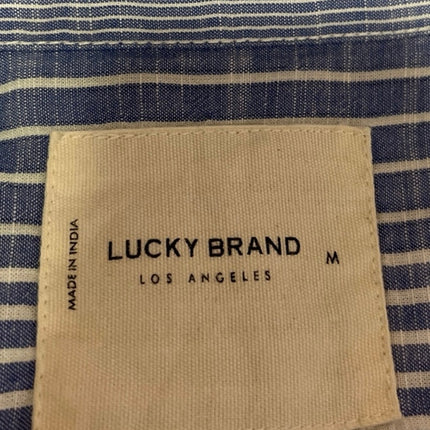 MADE IN INDIA
LUCKY BRAND
M
LOS ANGELES